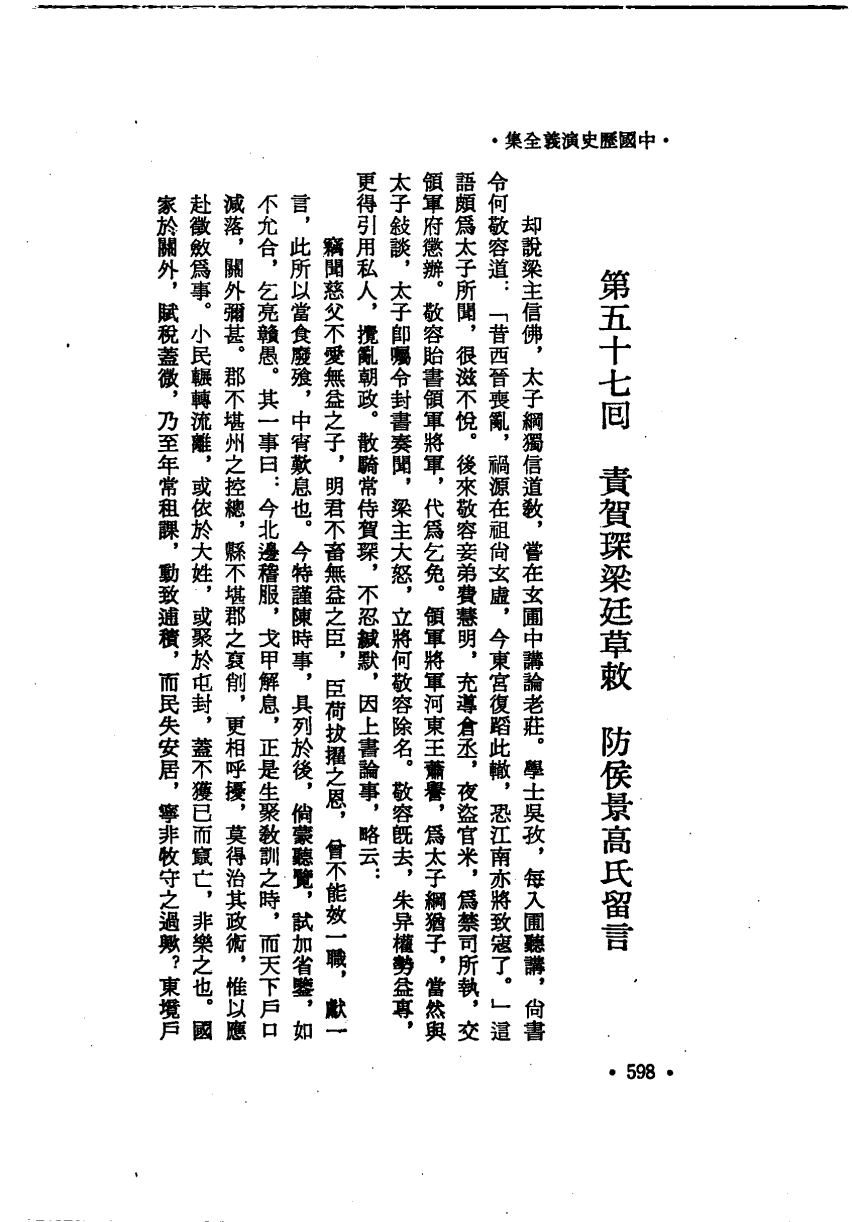 ・中國歷史演義全集・
第五十七回　責賀琛梁廷草敕　防侯景高氏留言
却說梁主信佛，太子綱獨信道教，嘗在玄圃中講論老莊。學士吳孜，每入圃聽講，尙書
令何敬容道：「昔西晉喪亂，禍源在祖尙玄虛，今東宮復蹈此轍，恐江南亦將致寇了。」這
語頗爲太子所聞，很滋不悅。後來敬容妾弟費慧明，充導倉丞，夜盜官米，爲禁司所執，交
領軍府懲辦。敬容貽書領軍將軍，代爲乞免。領軍將軍河東王蕭譽，爲太子綱猶子，當然與
太子敍談，太子卽囑令封書奏聞，梁主大怒，立將何敬容除名。敬容旣去，朱异權勢益專，
更得引用私人，攪亂朝政。散騎常侍賀琛，不忍緘默，因上書論事，略云：
竊聞慈父不愛無益之子，明君不畜無益之臣，臣荷拔擢之恩，曾不能效一職，獻一
言，此所以當食廢飧，中宵歎息也。今特謹陳時事，具列於後，倘蒙聽覽，試加省鑒，如
不允合，乞亮戇愚。其一事曰：今北邊稽服，戈甲解息，正是生聚教訓之時，而天下戶口
減落，關外彌甚。郡不堪州之控總，縣不堪郡之裒削，更相呼擾，莫得治其政術，惟以應
赴徵斂爲事。小民輾轉流離，或依於大姓，或聚於屯封，蓋不獲已而竄亡，非樂之也。國
家於關外，賦稅蓋微，乃至年常租課，動致逋積，而民失安居，寧非牧守之過歟？東境戶
・598・